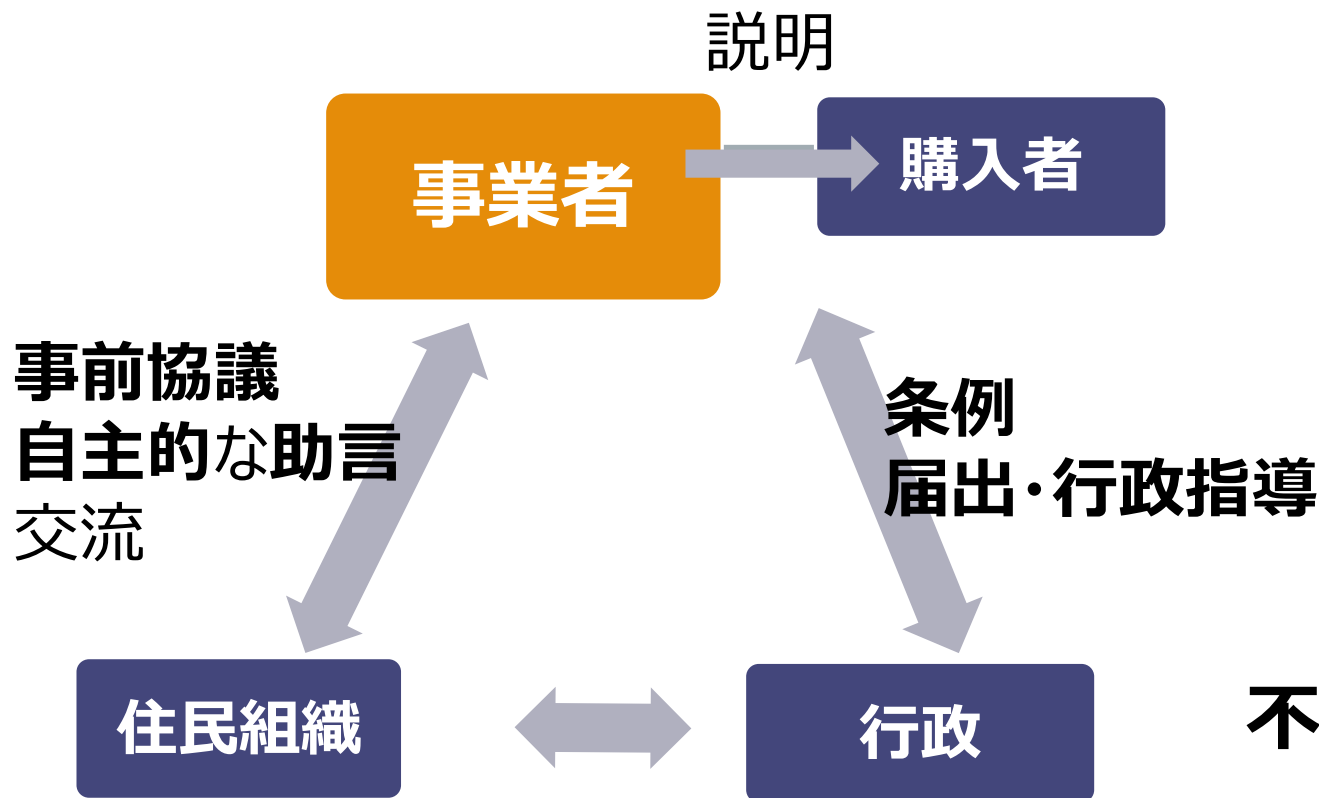 説明
事業者
購入者
事前協議
自主的な助言
交流
条例
届出・行政指導
住民組織
行政
不